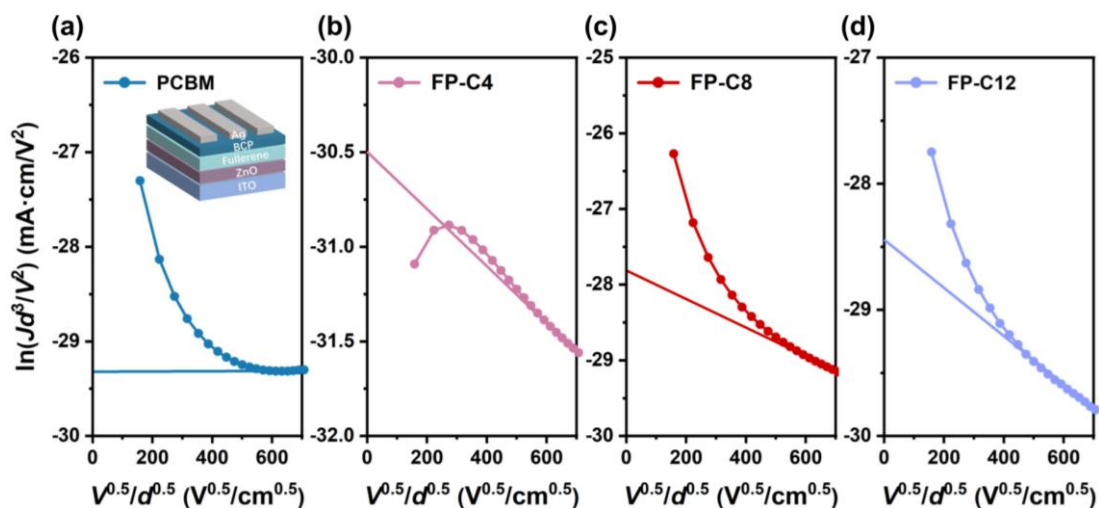 (a)
-26
-27
-28
-29
-30
0 200 400 600
PCBM
Ag
BCP
Fullerene
ZnO
ITO
ln(Jd³/V²) (mA·cm/V²)
V⁰·⁵/d⁰·⁵ (V⁰·⁵/cm⁰·⁵)
(b)
-30.0
-30.5
-31.0
-31.5
-32.0
0 200 400 600
FP-C4
V⁰·⁵/d⁰·⁵ (V⁰·⁵/cm⁰·⁵)
(c)
-25
-26
-27
-28
-29
-30
0 200 400 600
FP-C8
V⁰·⁵/d⁰·⁵ (V⁰·⁵/cm⁰·⁵)
(d)
-27
-28
-29
-30
0 200 400 600
FP-C12
V⁰·⁵/d⁰·⁵ (V⁰·⁵/cm⁰·⁵)